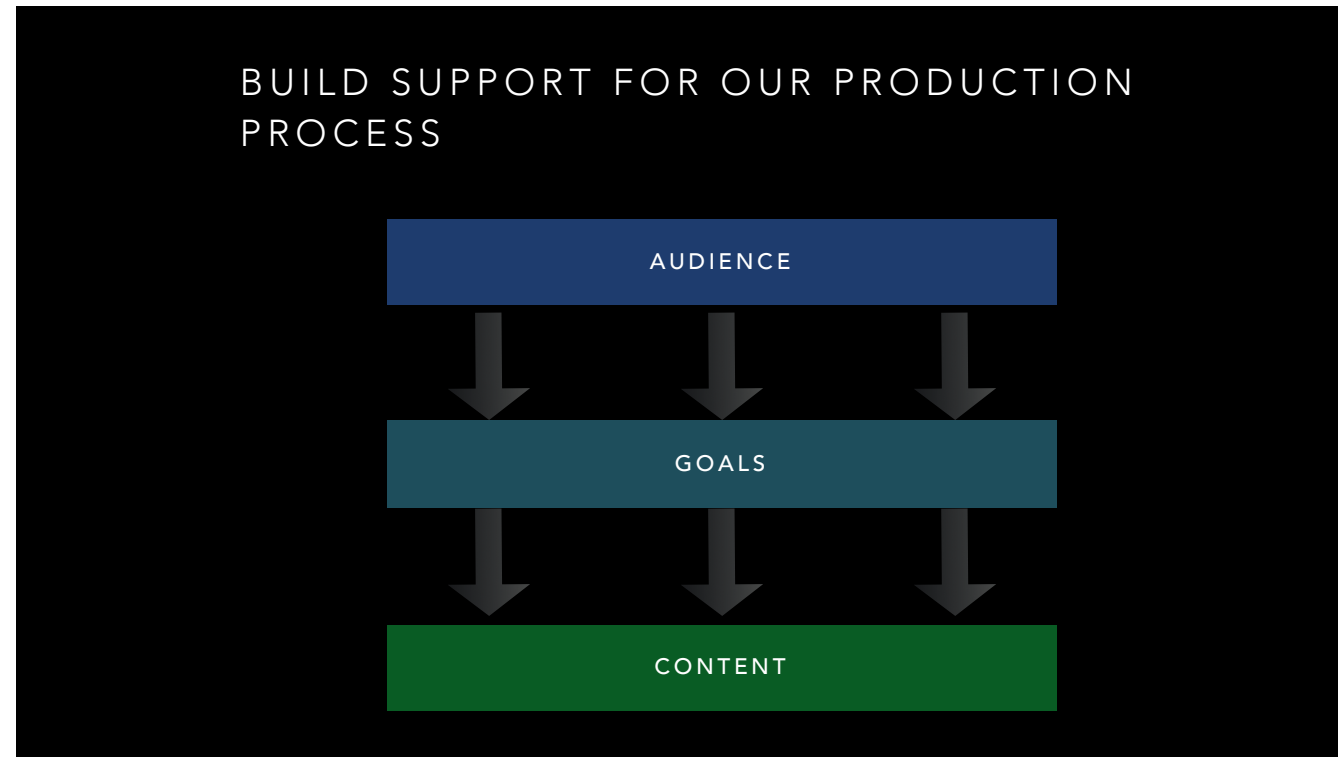 BUILD SUPPORT FOR OUR PRODUCTION
PROCESS
AUDIENCE
GOALS
CONTENT